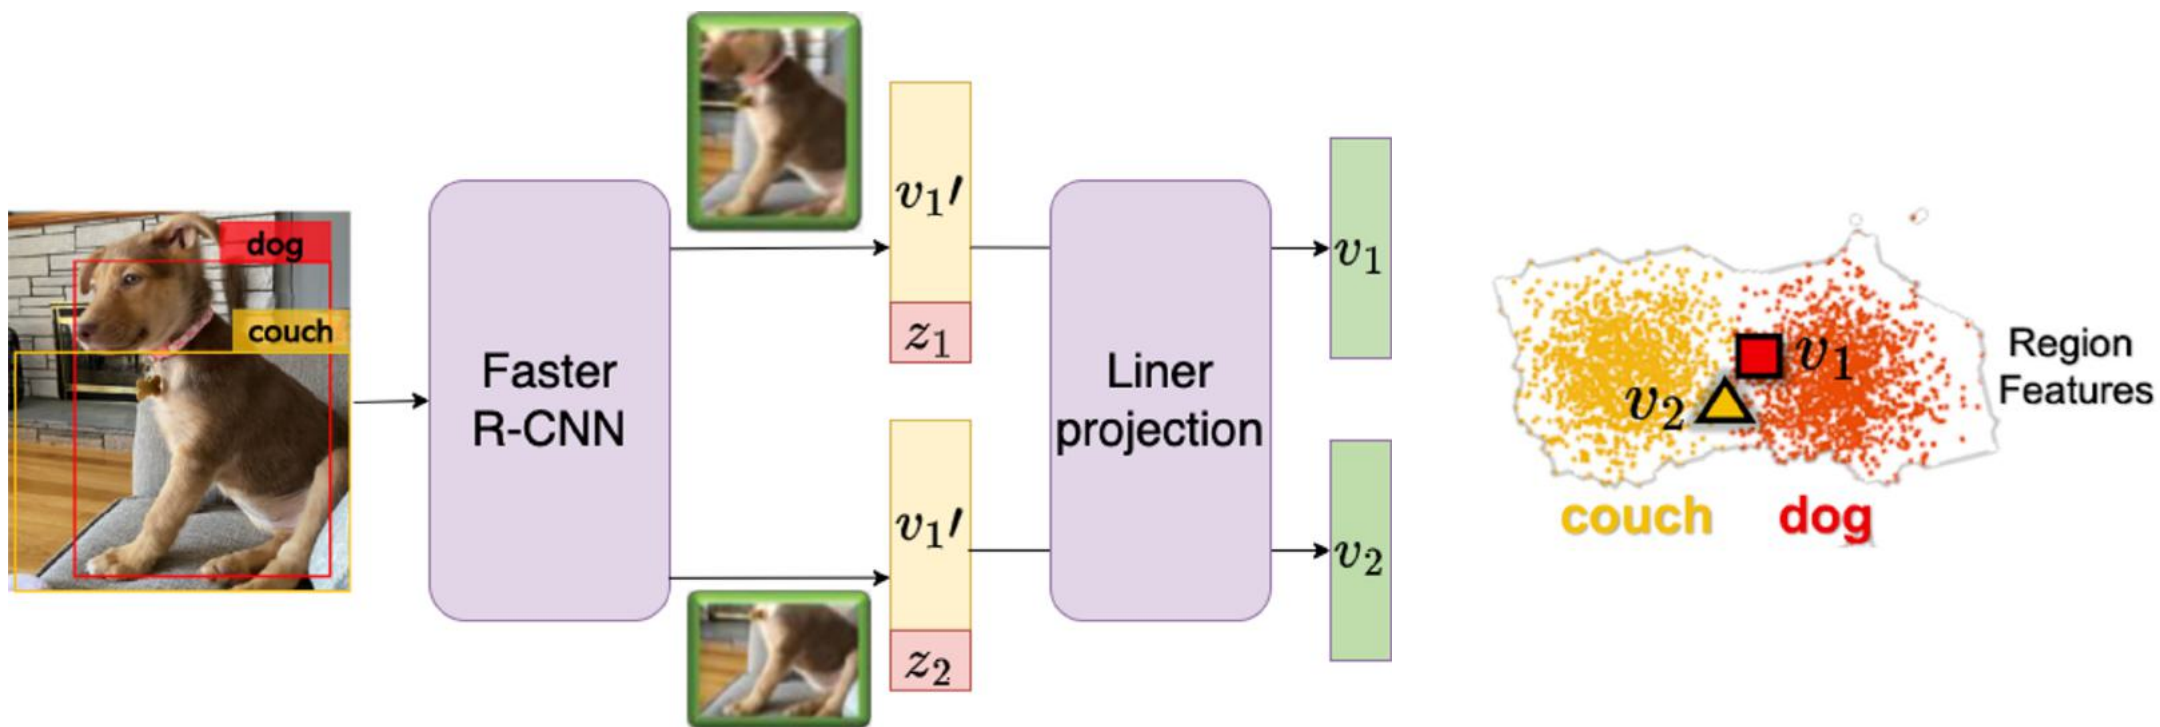 dog
couch
Faster
R-CNN
v₁′
z₁
v₁′
z₂
Liner
projection
v₁
v₂
v₁
v₂
Region
Features
couch
dog